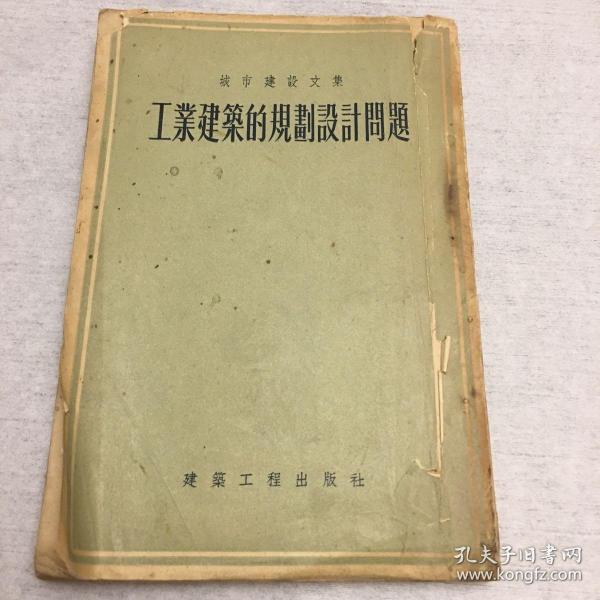 城市建設文集
工業建築的規劃設計問題
建築工程出版社
孔夫子旧書网
www.kongfz.com